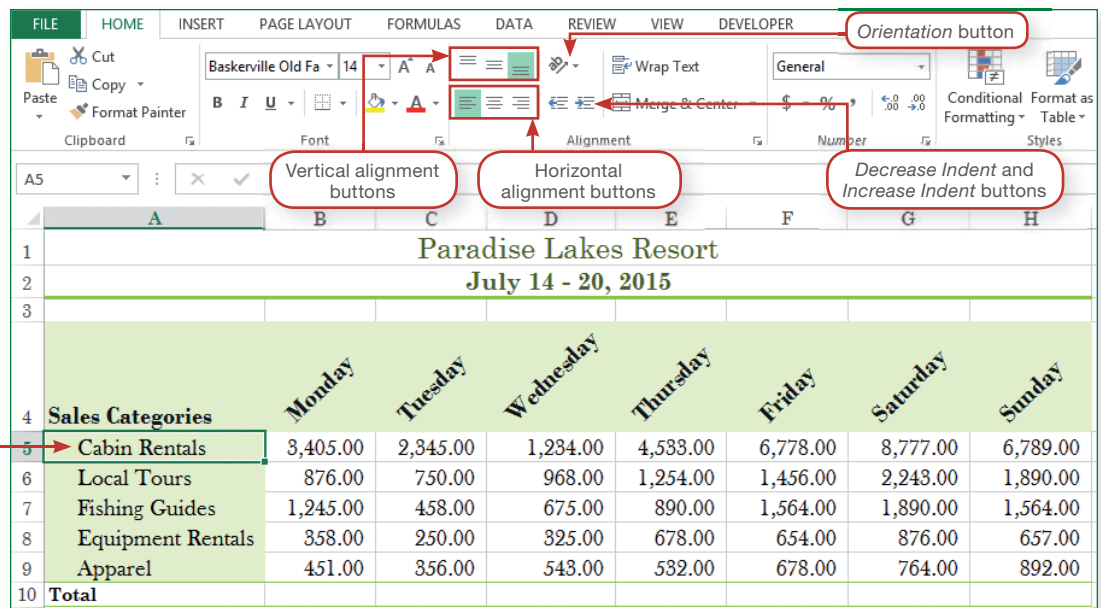 FILE HOME INSERT PAGE LAYOUT FORMULAS DATA REVIEW VIEW DEVELOPER
Orientation button
Cut
Copy
Format Painter
Paste
Clipboard
Baskerville Old Fa 14 A A
B I U A
Font
Wrap Text
Merge & Center
Alignment
General
$ % , .0 .00 .00 .0
Number
Conditional Formatting
Format as Table
Styles
Vertical alignment
buttons
Horizontal
alignment buttons
Decrease Indent and
Increase Indent buttons
A5
A B C D E F G H
1 Paradise Lakes Resort
2 July 14 - 20, 2015
3
4 Sales Categories Monday Tuesday Wednesday Thursday Friday Saturday Sunday
5 Cabin Rentals 3,405.00 2,345.00 1,234.00 4,533.00 6,778.00 8,777.00 6,789.00
6 Local Tours 876.00 750.00 968.00 1,254.00 1,456.00 2,243.00 1,890.00
7 Fishing Guides 1,245.00 458.00 675.00 890.00 1,564.00 1,890.00 1,564.00
8 Equipment Rentals 358.00 250.00 325.00 678.00 654.00 876.00 657.00
9 Apparel 451.00 356.00 543.00 532.00 678.00 764.00 892.00
10 Total